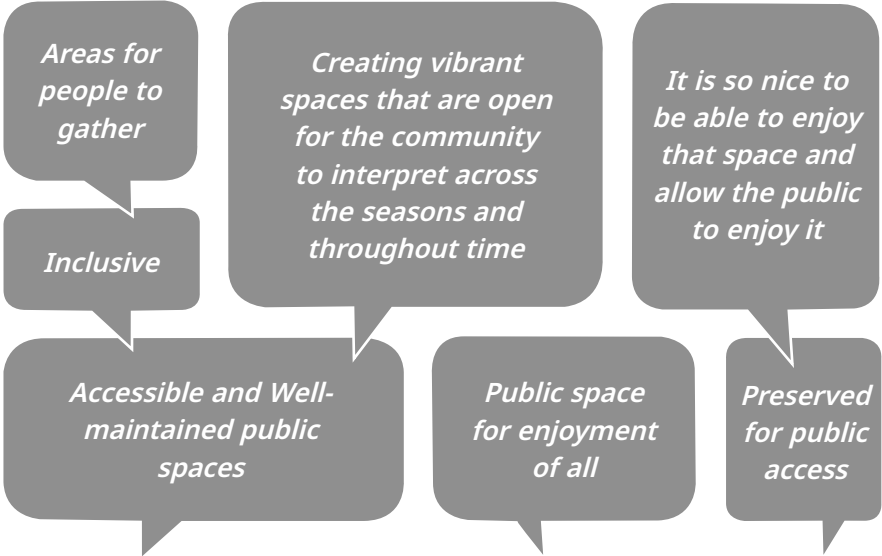 Areas for
people to
gather
Creating vibrant
spaces that are open
for the community
to interpret across
the seasons and
throughout time
It is so nice to
be able to enjoy
that space and
allow the public
to enjoy it
Inclusive
Accessible and Well-
maintained public
spaces
Public space
for enjoyment
of all
Preserved
for public
access